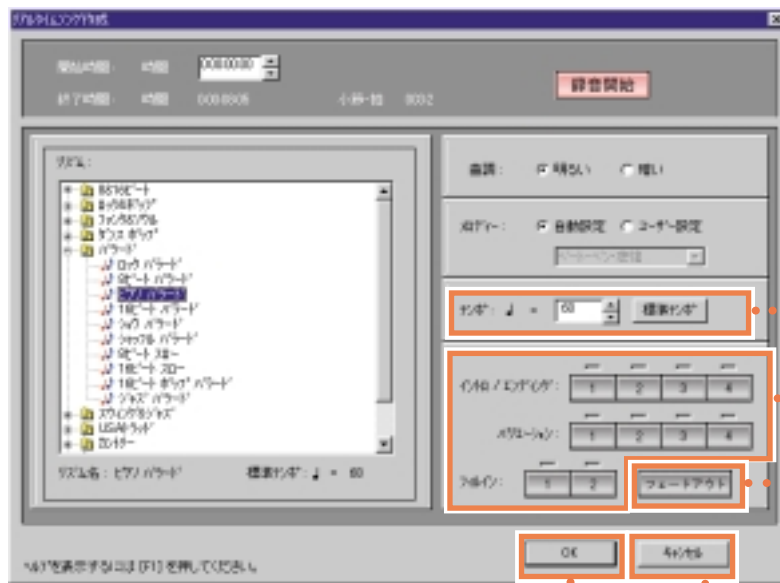 リアルタイムソング作成
開始時間: 時間 0000000
録音開始
終了時間: 時間 小節-拍 0032
リズム:
8&16ビート
ロック&ポップ
ファンク&ソウル
ダンス ポップ
バラード
ロック バラード
8ビート バラード
ピアノ バラード
16ビート バラード
シャッフル バラード
8ビート スロー
16ビート スロー
16ビート ポップ バラード
ジャズ バラード
スウィング&ジャズ
カントリー
リズム名: ピアノ バラード 標準テンポ: ♩ = 60
曲調: 明るい 暗い
メロディー: 自動設定 ユーザー設定
テンポ: ♩ = 60 標準テンポ
イントロ / エンディング: 1 2 3 4
バリエーション: 1 2 3 4
フィルイン: 1 2 フェードアウト
OK キャンセル
ヘルプを表示するには [F1] を押してください。